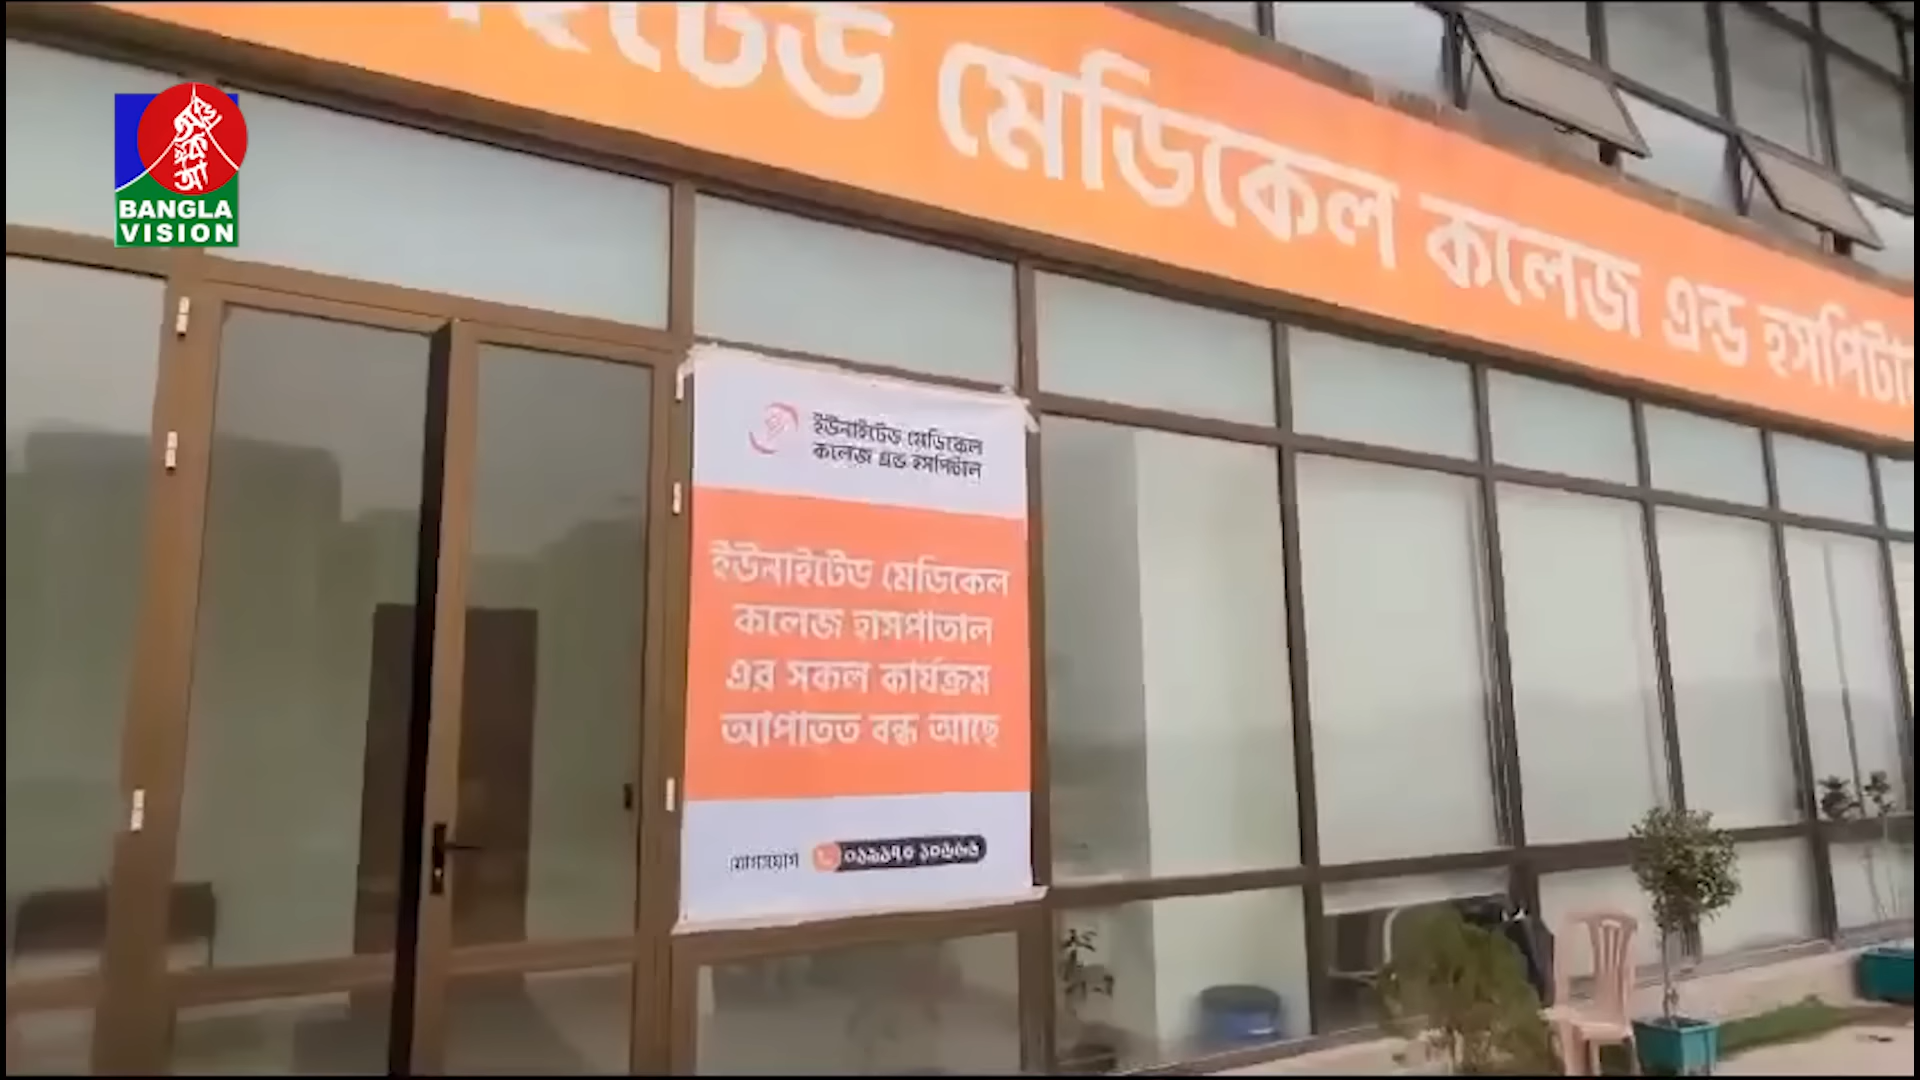 মেডিকেল কলেজ এন্ড হসপিটাল
BANGLA
VISION
ইউনাইটেড মেডিকেল
কলেজ এন্ড হসপিটাল
ইউনাইটেড মেডিকেল
কলেজ হাসপাতাল
এর সকল কার্যক্রম
আপাতত বন্ধ আছে
যোগাযোগ